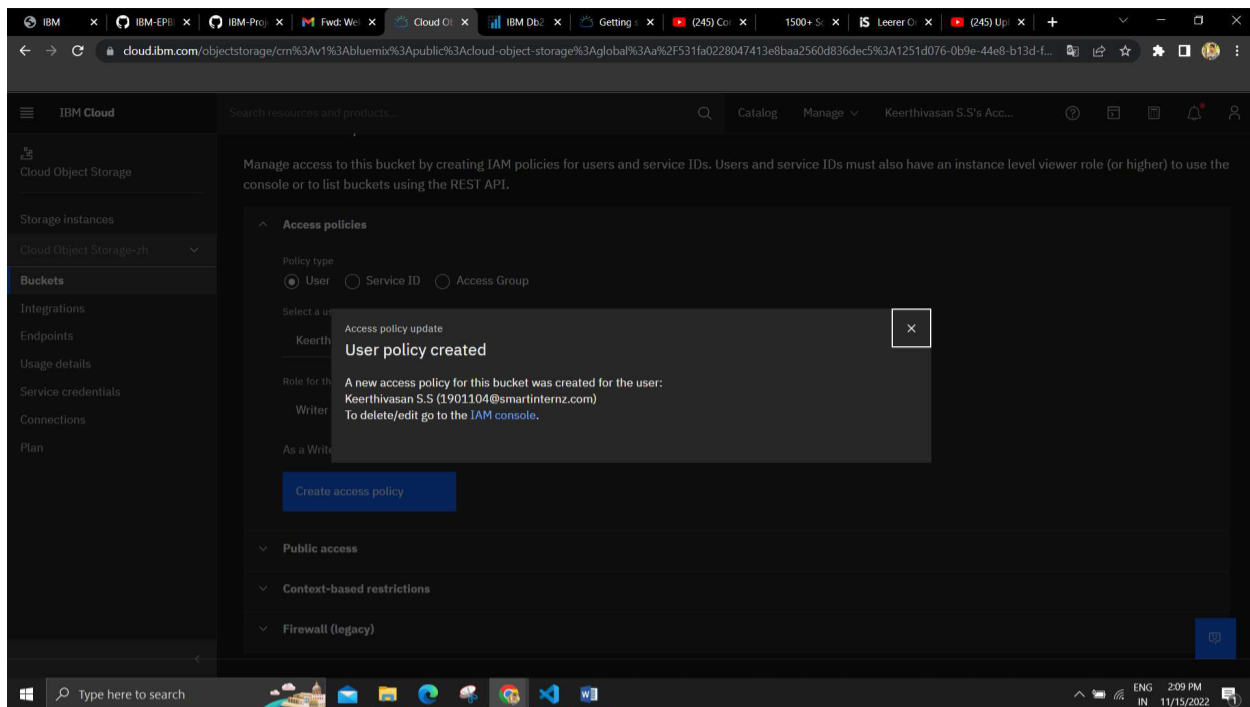 IBM
IBM-EPB
IBM-Proj
Fwd: Wel
Cloud Ob
IBM Db2
Getting s
(245) Cor
1500+ Sc
iS Leerer O
(245) Upl
cloud.ibm.com/objectstorage/crn%3Av1%3Abluemix%3Apublic%3Acloud-object-storage%3Aglobal%3Aa%2F531fa0228047413e8baa2560d836dec5%3A1251d076-0b9e-44e8-b13d-f...
IBM Cloud
Search resources and products...
Catalog
Manage
Keerthivasan S.S's Acc...
Cloud Object Storage
Storage instances
Cloud Object Storage-zh
Buckets
Integrations
Endpoints
Usage details
Service credentials
Connections
Plan
Manage access to this bucket by creating IAM policies for users and service IDs. Users and service IDs must also have an instance level viewer role (or higher) to use the
console or to list buckets using the REST API.
Access policies
Policy type
User Service ID Access Group
Select a us
Keerth
Role for th
Writer
As a Write
Access policy update
User policy created
A new access policy for this bucket was created for the user:
Keerthivasan S.S (1901104@smartinternz.com)
To delete/edit go to the IAM console.
Create access policy
Public access
Context-based restrictions
Firewall (legacy)
Type here to search
W
ENG
IN
2:09 PM
11/15/2022
1